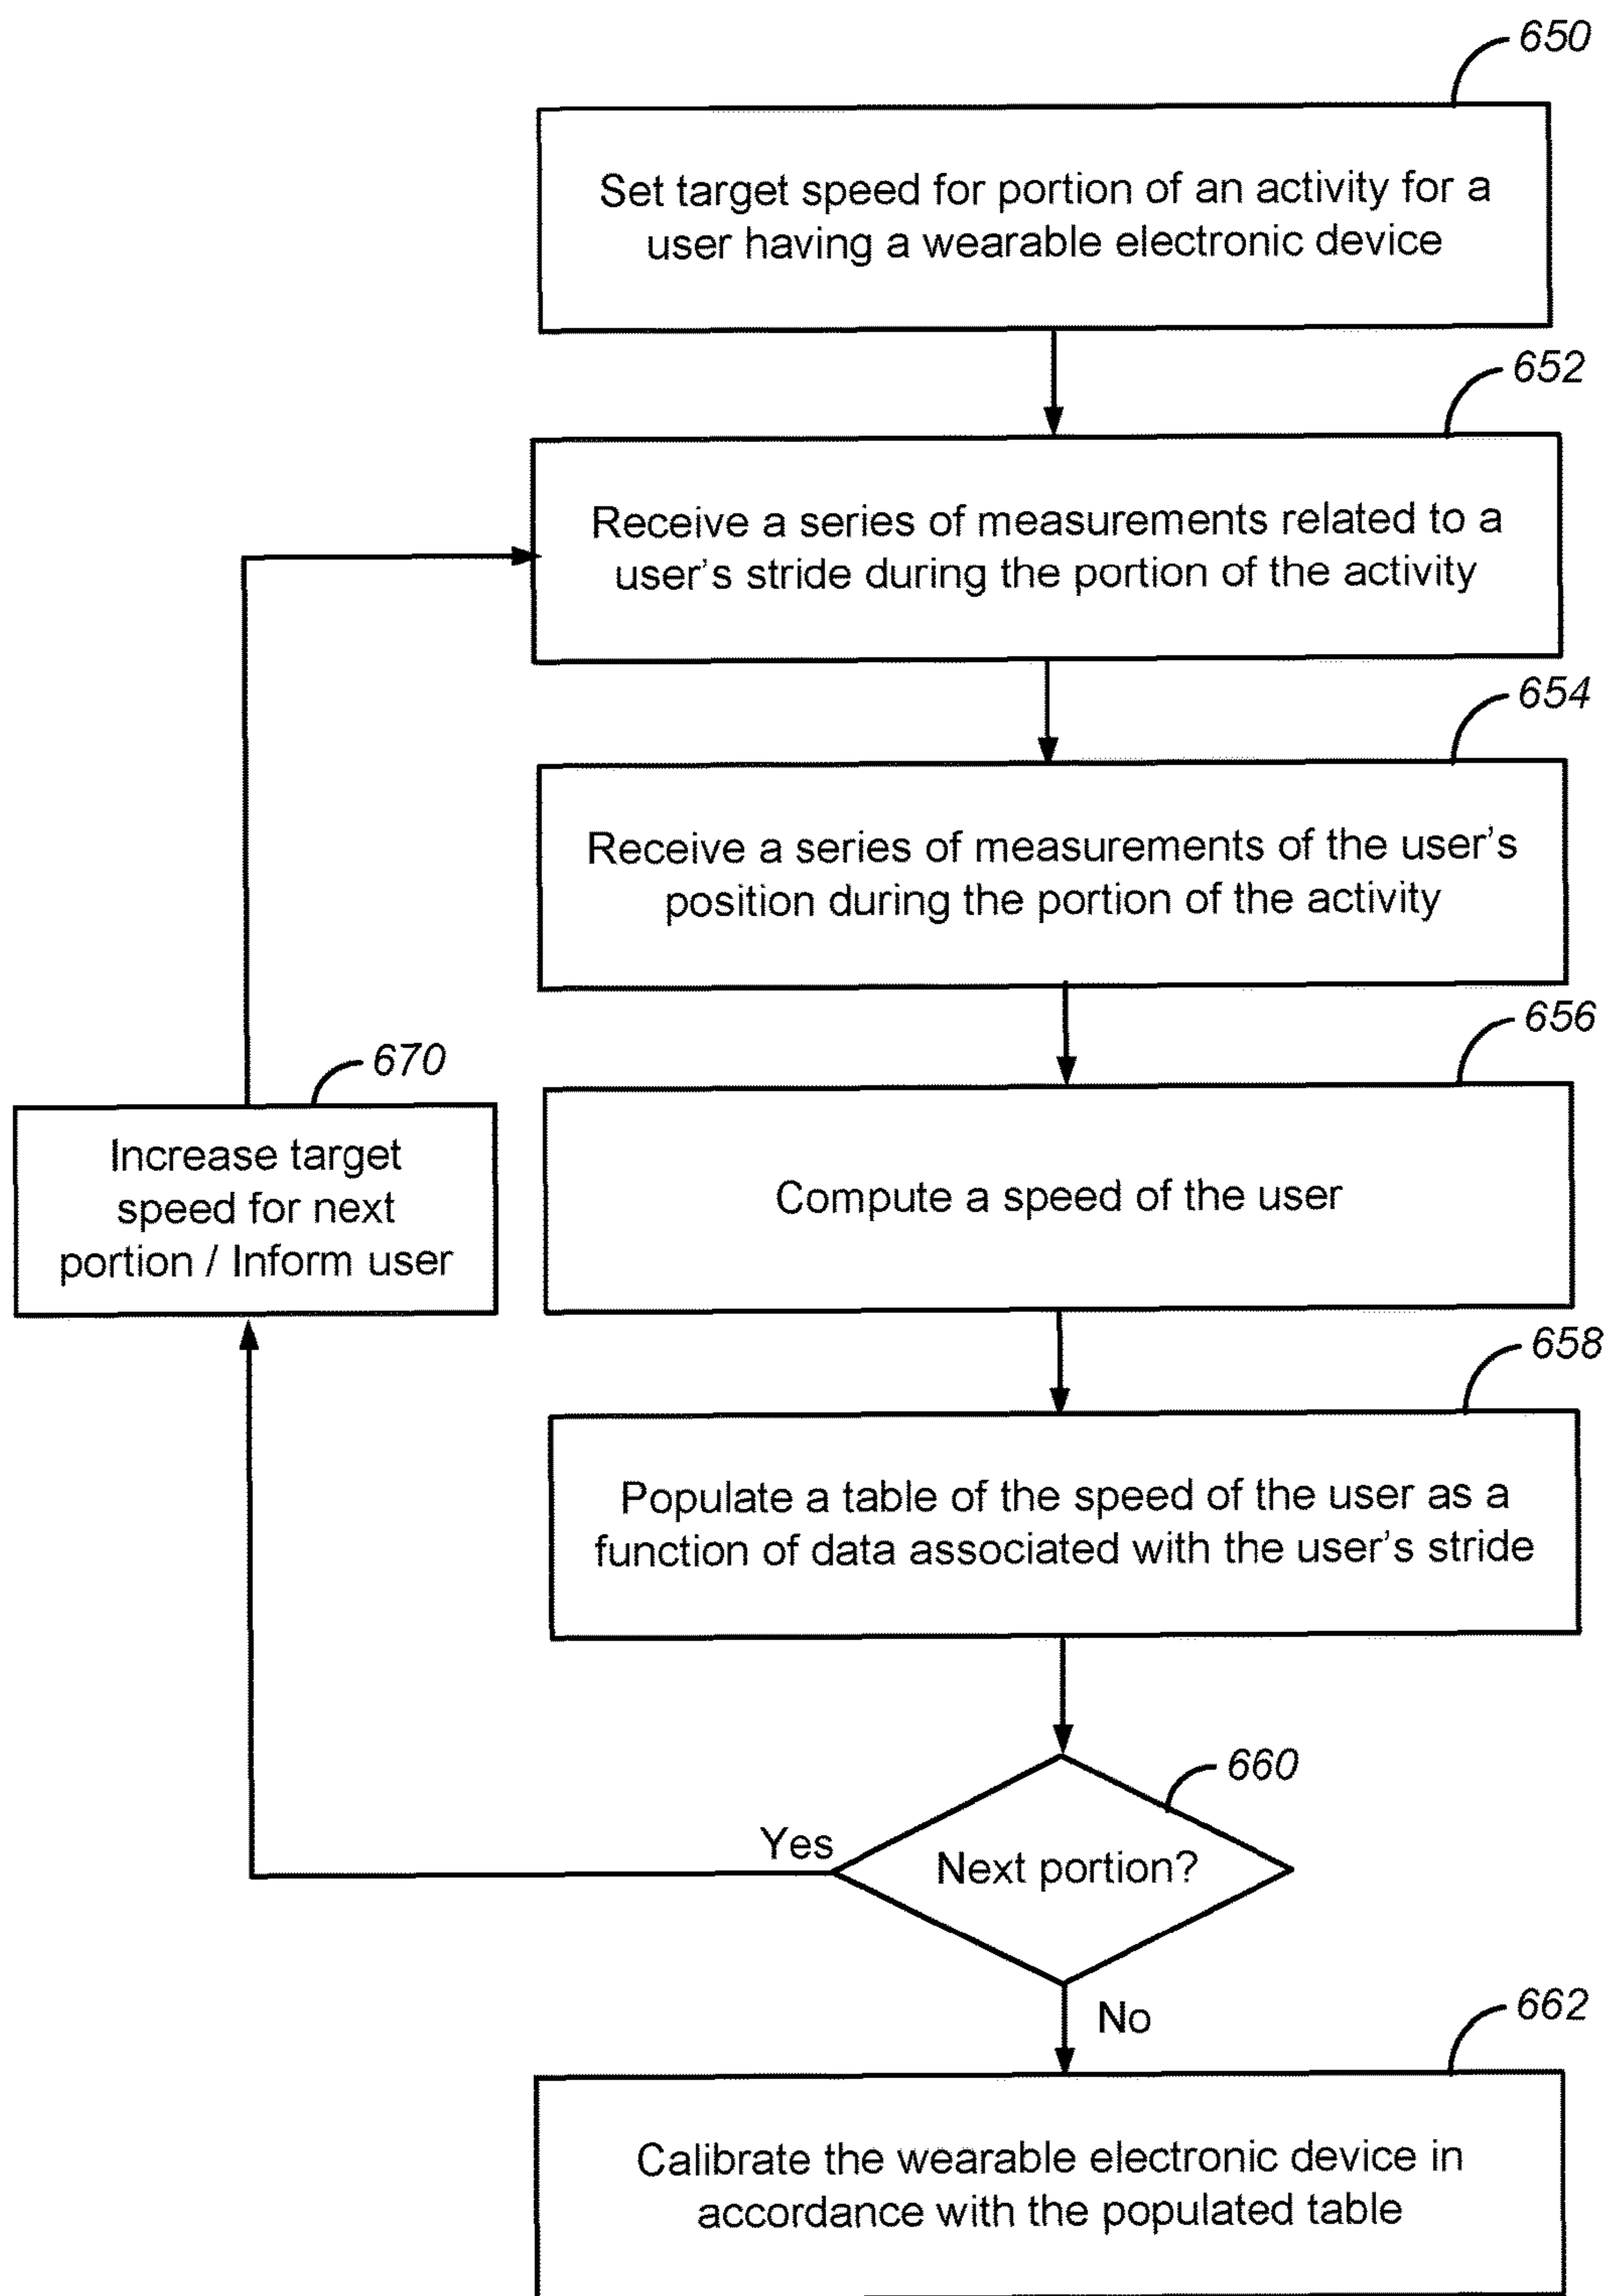 650
Set target speed for portion of an activity for a
user having a wearable electronic device
652
Receive a series of measurements related to a
user's stride during the portion of the activity
654
Receive a series of measurements of the user's
position during the portion of the activity
656
Compute a speed of the user
670
Increase target
speed for next
portion / Inform user
658
Populate a table of the speed of the user as a
function of data associated with the user's stride
660
Yes
Next portion?
No
662
Calibrate the wearable electronic device in
accordance with the populated table